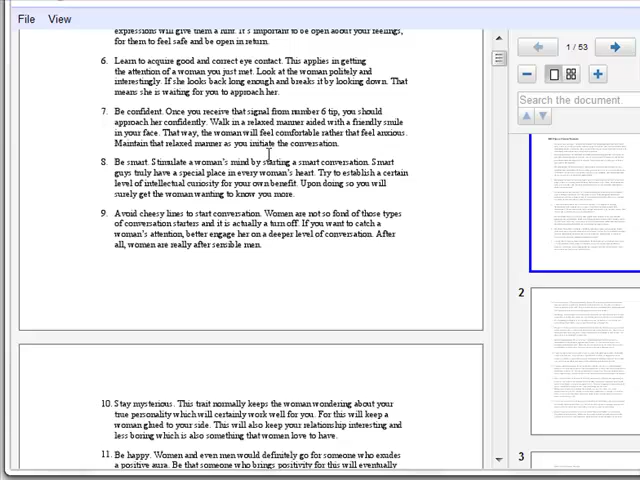 File View
expressions will give them a hint. It's important to be open about your feelings,
for them to feel safe and be open in return.
6. Learn to acquire good and correct eye contact. This applies in getting
the attention of a woman you just met. Look at the woman politely and
interestingly. If she looks back long enough and breaks it by looking down. That
means she is waiting for you to approach her.
7. Be confident. Once you receive that signal from number 6 tip, you should
approach her confidently. Walk in a relaxed manner aided with a friendly smile
in your face. That way, the woman will feel comfortable rather that feel anxious.
Maintain that relaxed manner as you initiate the conversation.
8. Be smart. Stimulate a woman's mind by starting a smart conversation. Smart
guys truly have a special place in every woman's heart. Try to establish a certain
level of intellectual curiosity for your own benefit. Upon doing so you will
surely get the woman wanting to know you more.
9. Avoid cheesy lines to start conversation. Women are not so fond of those types
of conversation starters and it is actually a turn off. If you want to catch a
woman's attention, better engage her on a deeper level of conversation. After
all, women are really after sensible men.
10. Stay mysterious. This trait normally keeps the woman wondering about your
true personality which will certainly work well for you. For this will keep a
woman glued to your side. This will also keep your relationship interesting and
less boring which is also something that women love to have.
11. Be happy. Women and even men would definitely go for someone who exudes
a positive aura. Be that someone who brings positivity for this will eventually
1 / 53
Search the document.
2
3